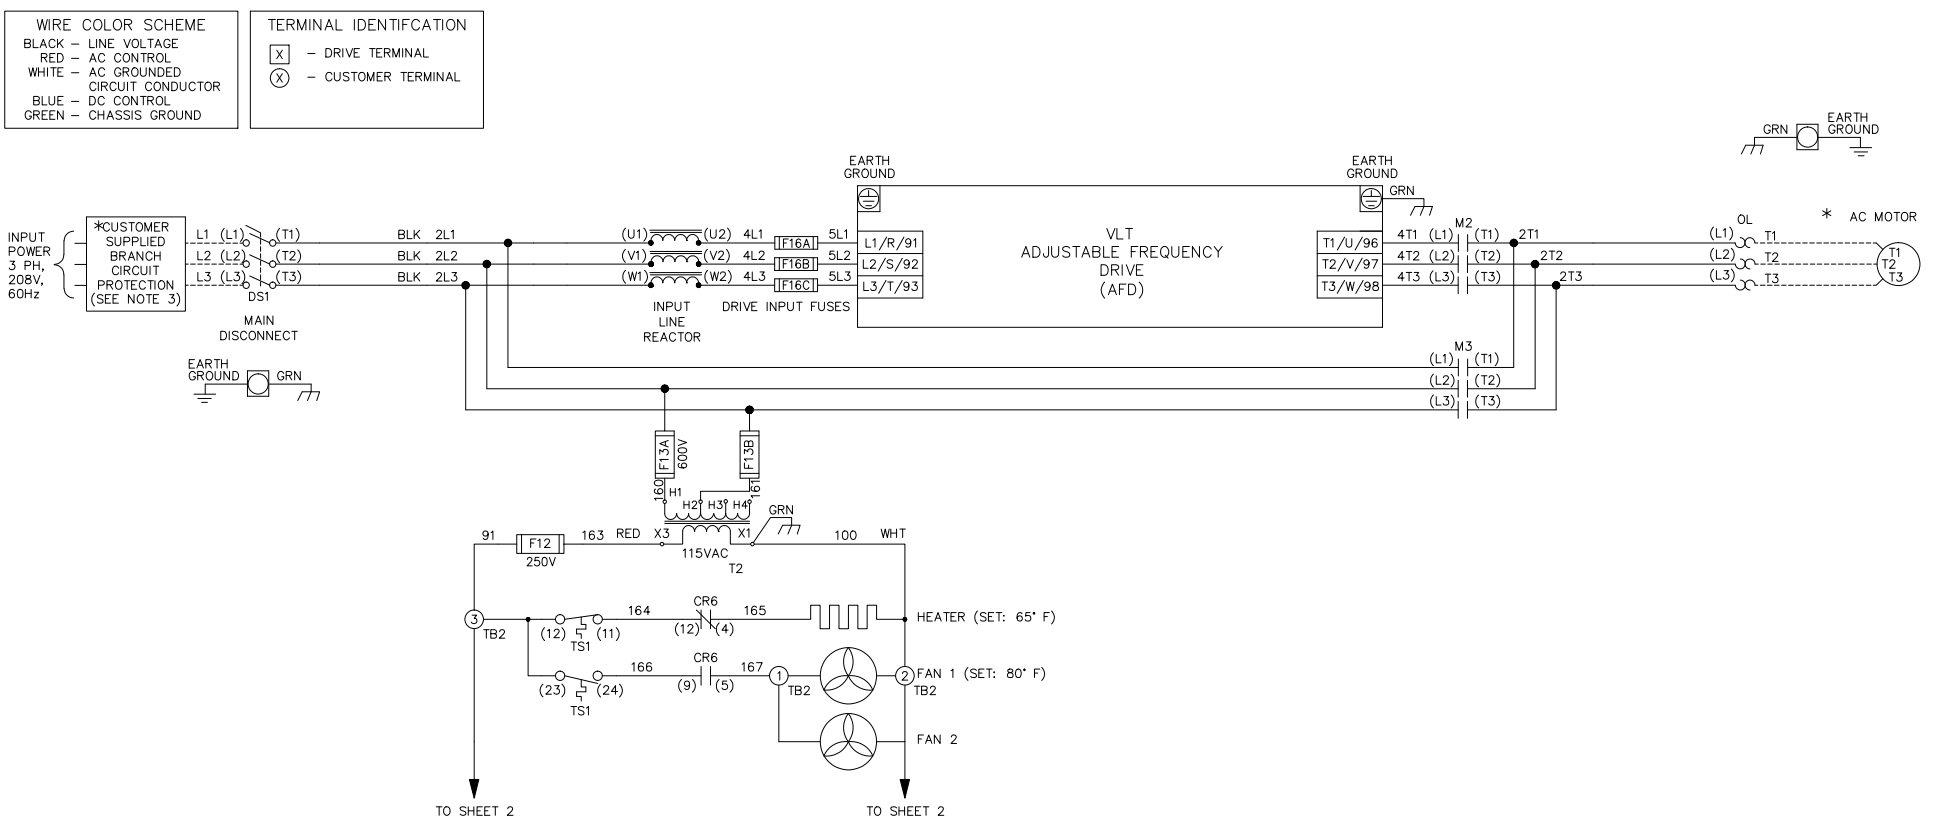 WIRE COLOR SCHEME
BLACK – LINE VOLTAGE
RED – AC CONTROL
WHITE – AC GROUNDED
CIRCUIT CONDUCTOR
BLUE – DC CONTROL
GREEN – CHASSIS GROUND
TERMINAL IDENTIFCATION
X – DRIVE TERMINAL
X – CUSTOMER TERMINAL
GRN
EARTH
GROUND
EARTH
GROUND
EARTH
GROUND
GRN
INPUT
POWER
3 PH,
208V,
60Hz
*CUSTOMER
SUPPLIED
BRANCH
CIRCUIT
PROTECTION
(SEE NOTE 3)
L1 (L1) (T1) BLK 2L1 (U1) (U2) 4L1 F16A 5L1 L1/R/91
L2 (L2) (T2) BLK 2L2 (V1) (V2) 4L2 F16B 5L2 L2/S/92
L3 (L3) (T3) BLK 2L3 (W1) (W2) 4L3 F16C 5L3 L3/T/93
DS1
MAIN
DISCONNECT
INPUT
LINE
REACTOR
DRIVE INPUT FUSES
VLT
ADJUSTABLE FREQUENCY
DRIVE
(AFD)
M2
T1/U/96 4T1 (L1) (T1) 2T1
T2/V/97 4T2 (L2) (T2) 2T2
T3/W/98 4T3 (L3) (T3) 2T3
OL
(L1) T1
(L2) T2
(L3) T3
* AC MOTOR
T1
T2
T3
EARTH
GROUND
GRN
M3
(L1) (T1)
(L2) (T2)
(L3) (T3)
F13A
600V
F13B
160
161
H1
H2 H3 H4
GRN
91 F12 163 RED X3 X1 100 WHT
250V
115VAC
T2
CR6
3 164 165 HEATER (SET: 65° F)
TB2 (12) (11) (12) (4)
TS1
CR6
166 167 1 2 FAN 1 (SET: 80° F)
(23) (24) (9) (5) TB2 TB2
TS1
FAN 2
TO SHEET 2
TO SHEET 2